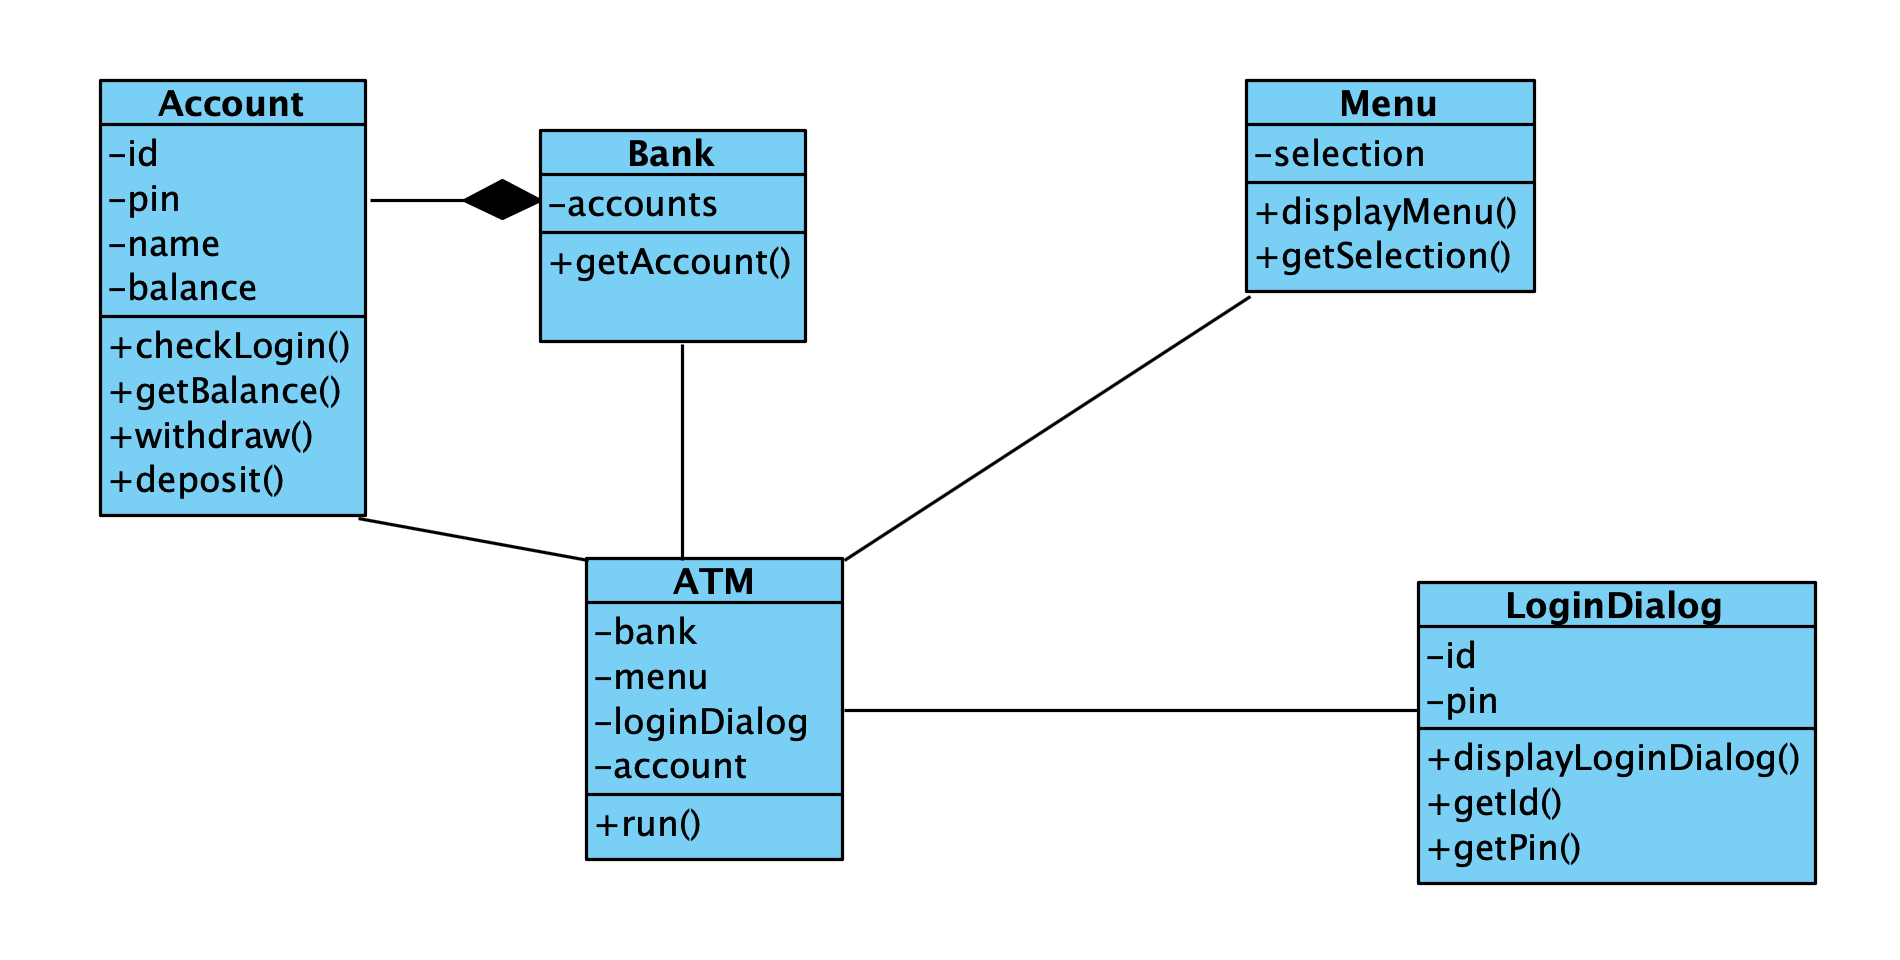 Account
-id
-pin
-name
-balance
+checkLogin()
+getBalance()
+withdraw()
+deposit()
Bank
-accounts
+getAccount()
Menu
-selection
+displayMenu()
+getSelection()
ATM
-bank
-menu
-loginDialog
-account
+run()
LoginDialog
-id
-pin
+displayLoginDialog()
+getId()
+getPin()